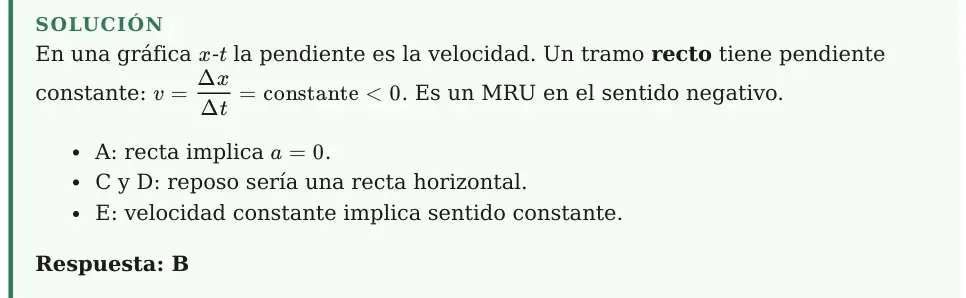 SOLUCIÓN
En una gráfica x-t la pendiente es la velocidad. Un tramo recto tiene pendiente
constante: v = Δx/Δt = constante < 0. Es un MRU en el sentido negativo.
• A: recta implica a = 0.
• C y D: reposo sería una recta horizontal.
• E: velocidad constante implica sentido constante.
Respuesta: B